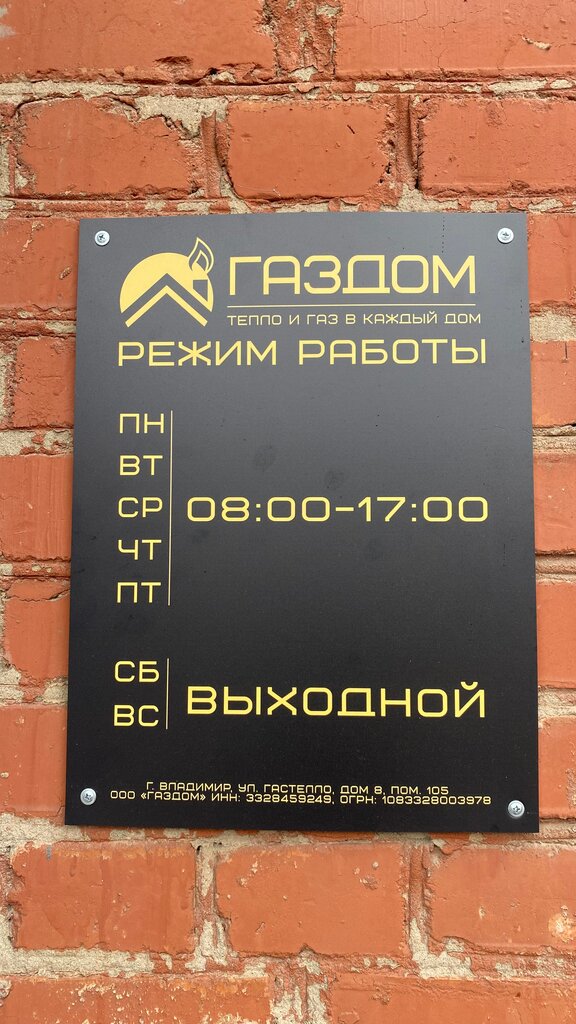 ГАЗДОМ
ТЕПЛО И ГАЗ В КАЖДЫЙ ДОМ
РЕЖИМ РАБОТЫ
ПН
ВТ
СР
ЧТ
ПТ
08:00-17:00
СБ
ВС
ВЫХОДНОЙ
Г. ВЛАДИМИР, УЛ. ГАСТЕЛЛО, ДОМ 8, ПОМ. 105
ООО «ГАЗДОМ» ИНН: 3328459249, ОГРН: 1083328003978